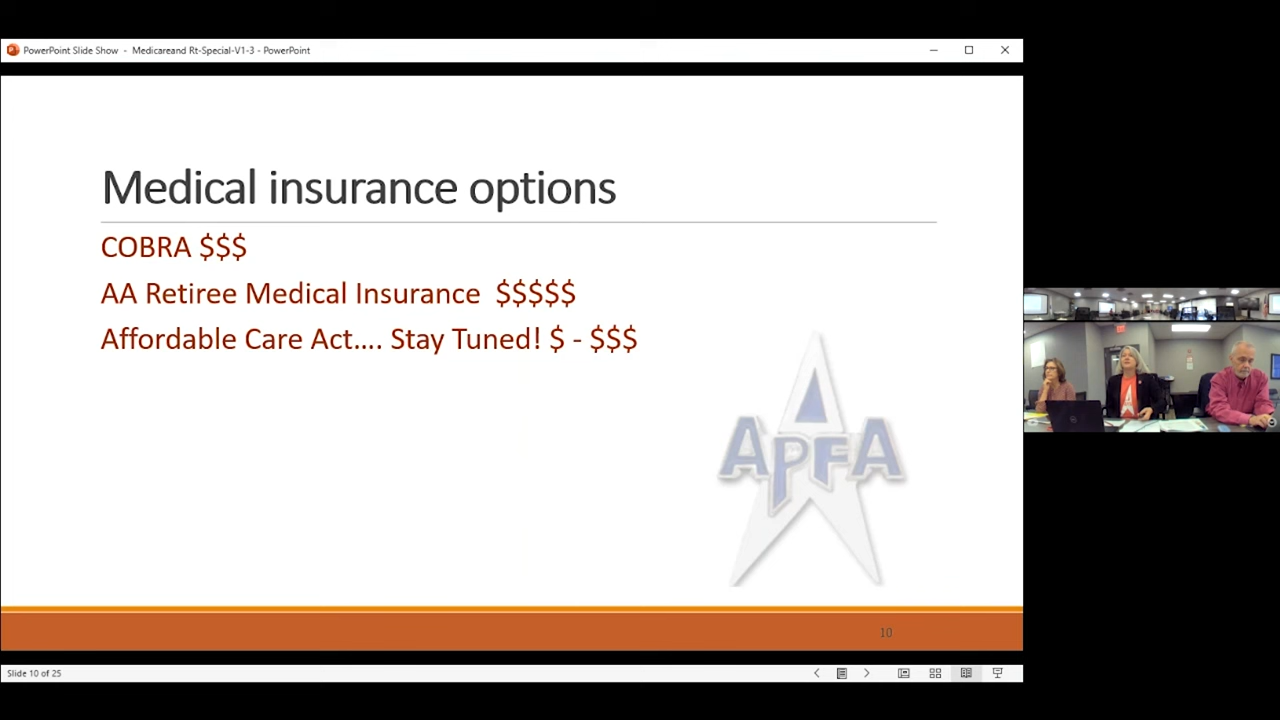 PowerPoint Slide Show - Medicareand Rt-Special-V1-3 - PowerPoint
Medical insurance options
COBRA $$$
AA Retiree Medical Insurance $$$$$
Affordable Care Act.... Stay Tuned! $ - $$$
APFA
10
Slide 10 of 25